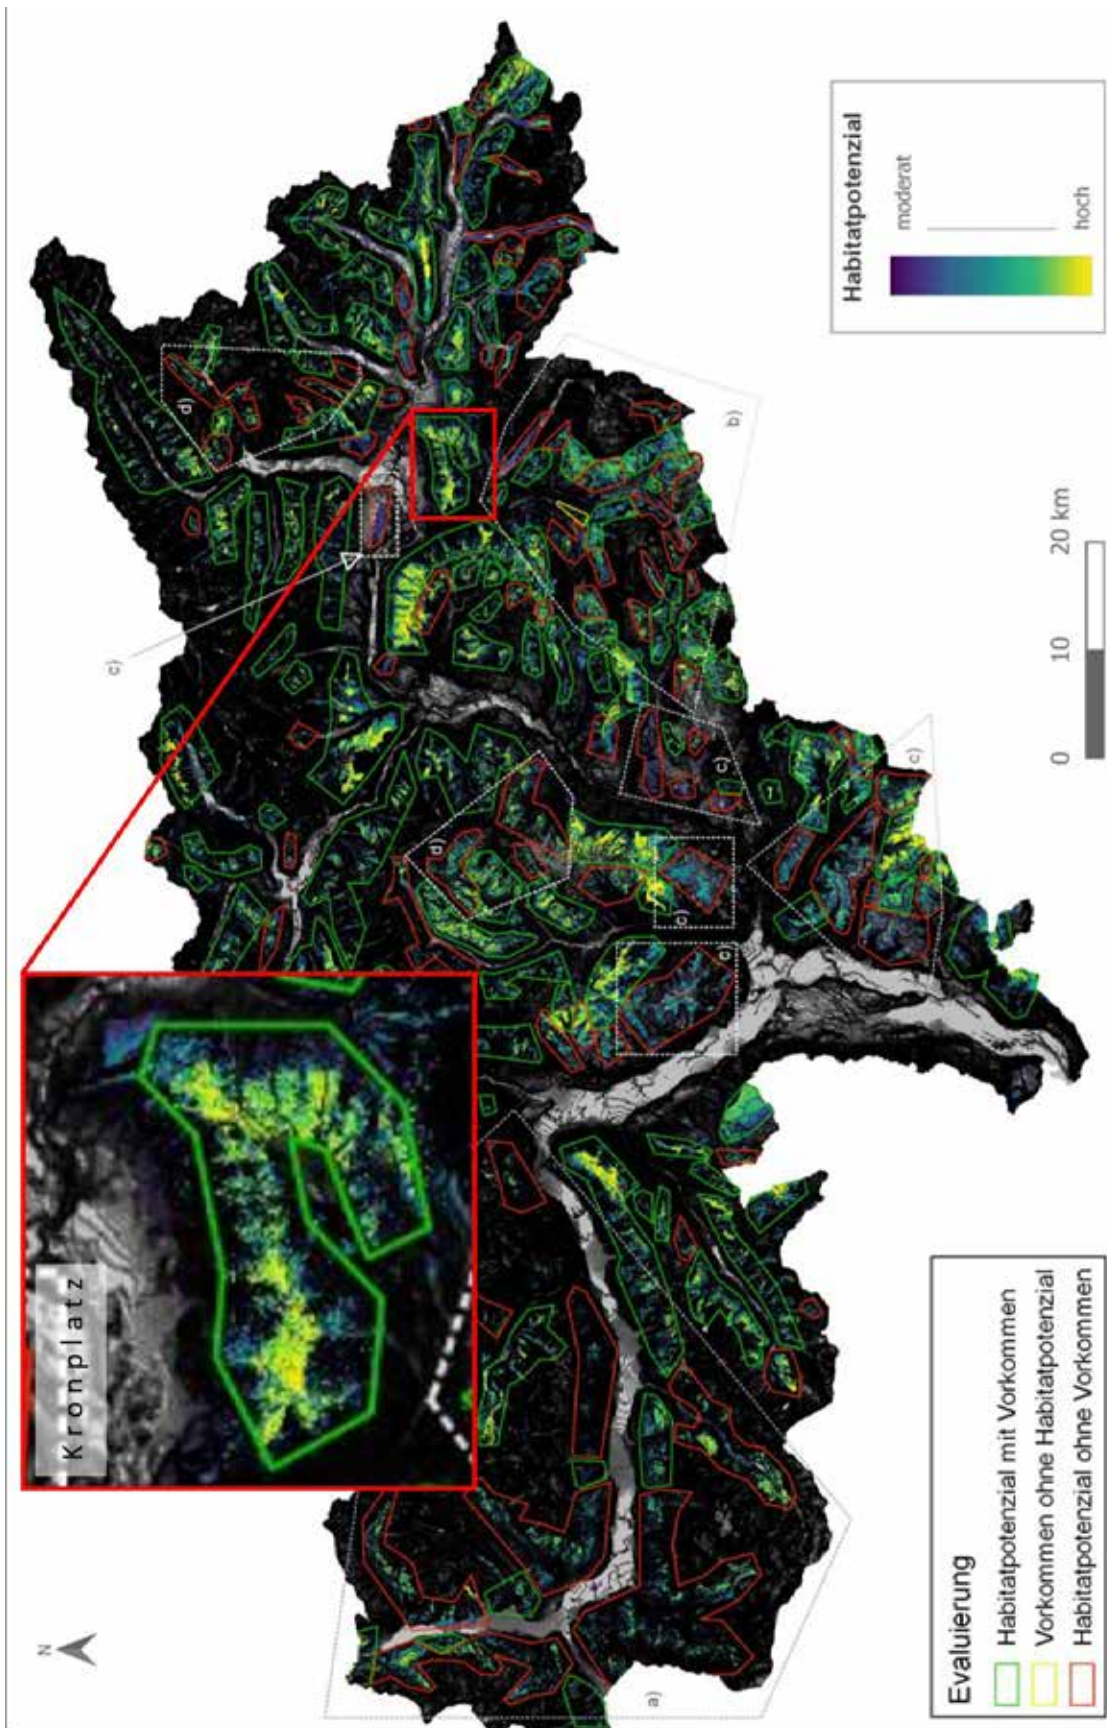 N
Kronplatz
a)
b)
c)
c)
c)
c)
c)
d)
d)
Habitatpotenzial
moderat
hoch
0 10 20 km
Evaluierung
Habitatpotenzial mit Vorkommen
Vorkommen ohne Habitatpotenzial
Habitatpotenzial ohne Vorkommen